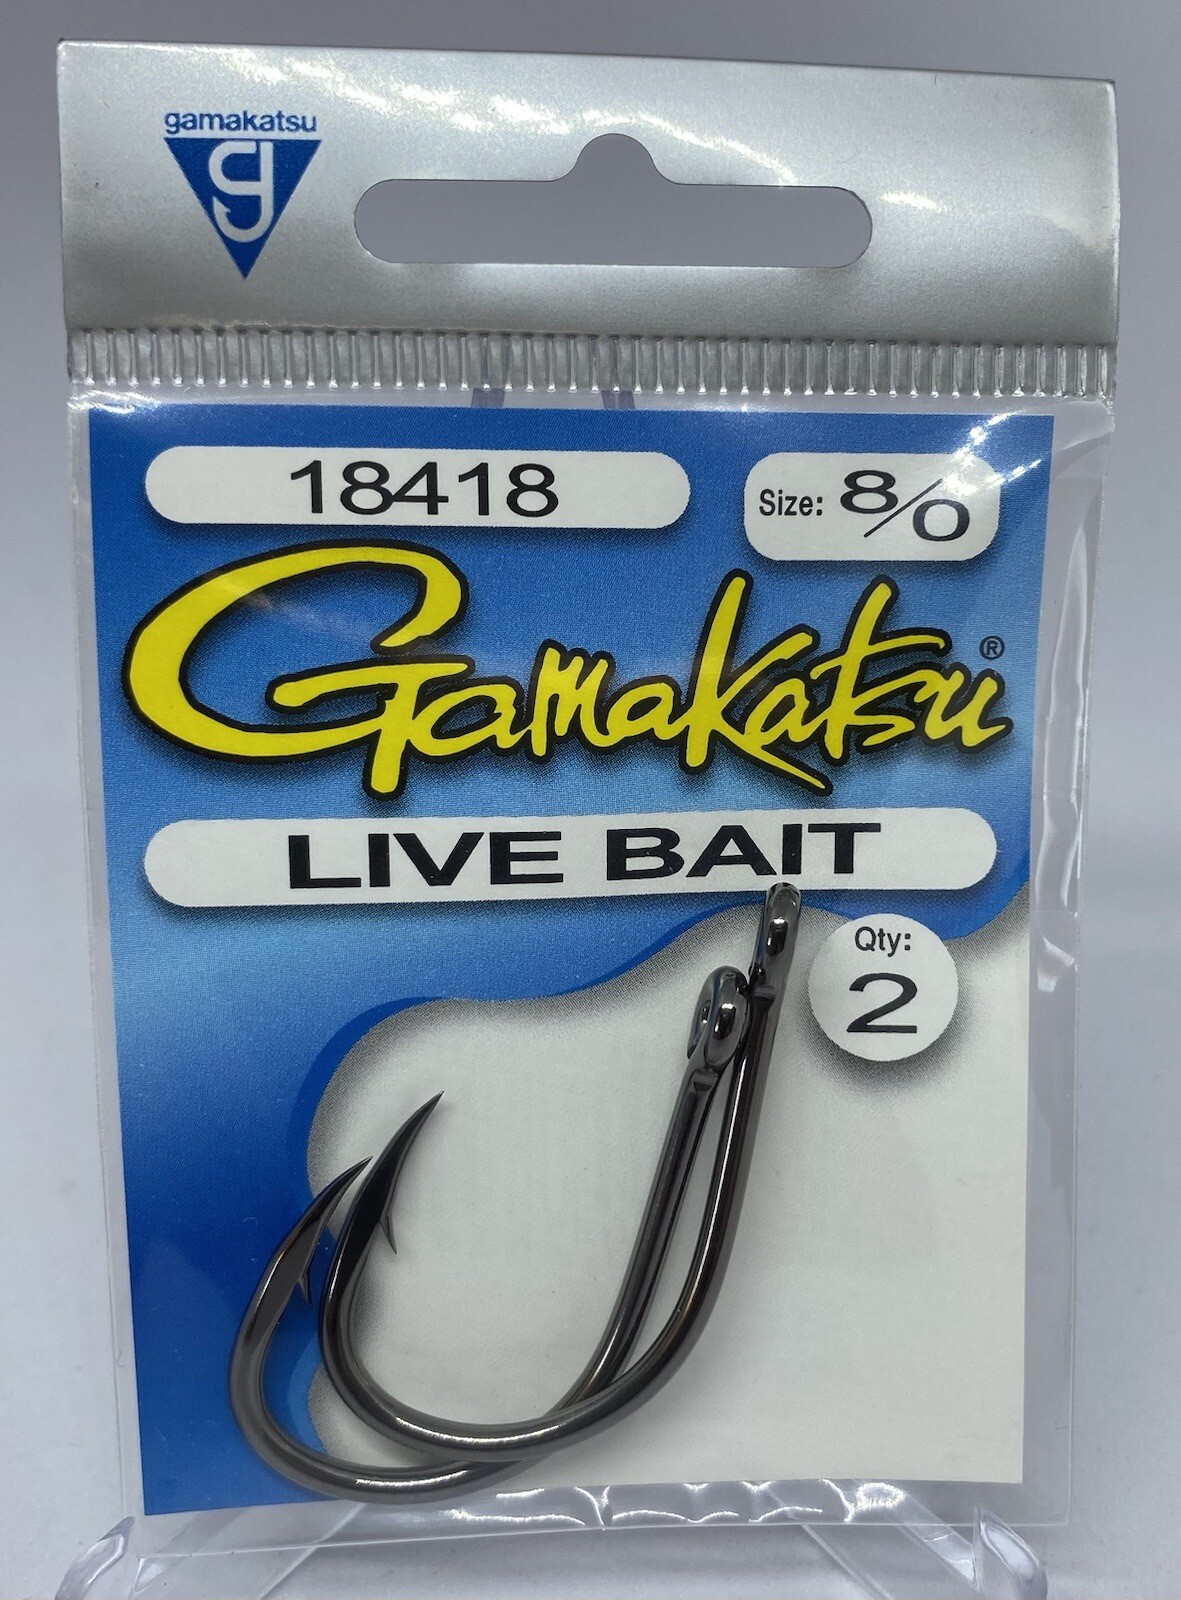 gamakatsu
18418
Size: 8/0
Gamakatsu®
LIVE BAIT
Qty:
2